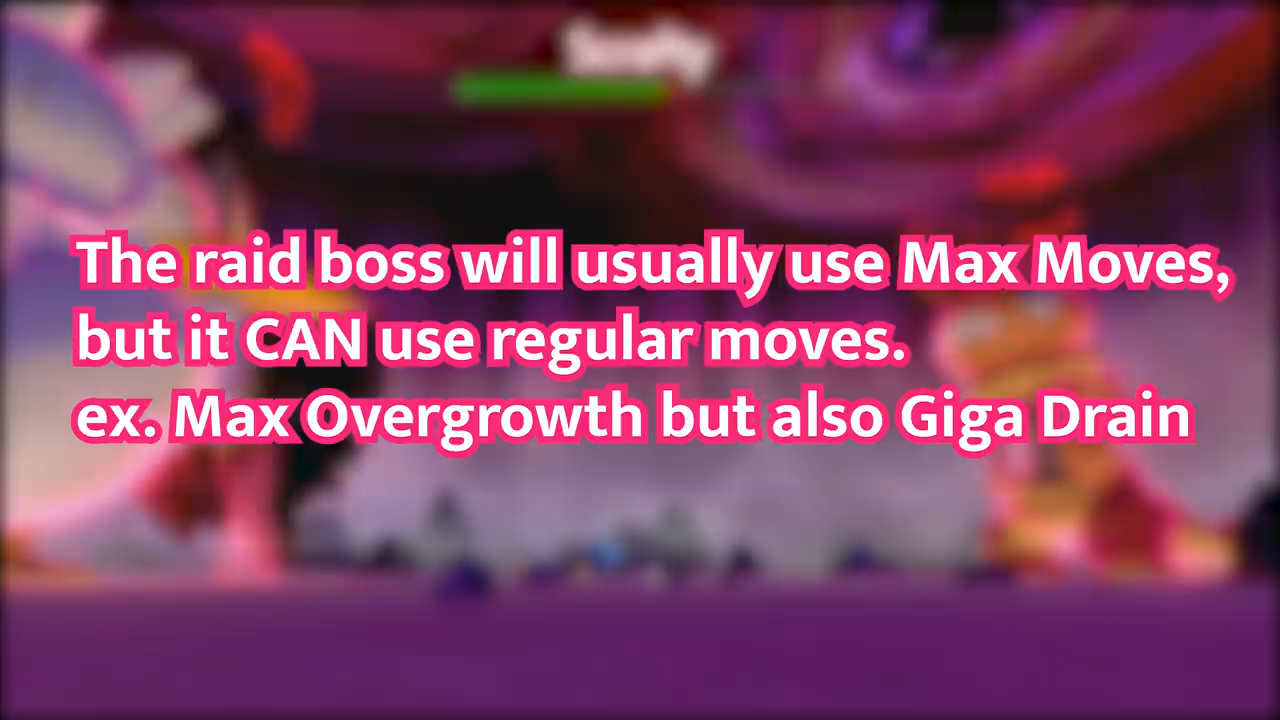 The raid boss will usually use Max Moves,
but it CAN use regular moves.
ex. Max Overgrowth but also Giga Drain